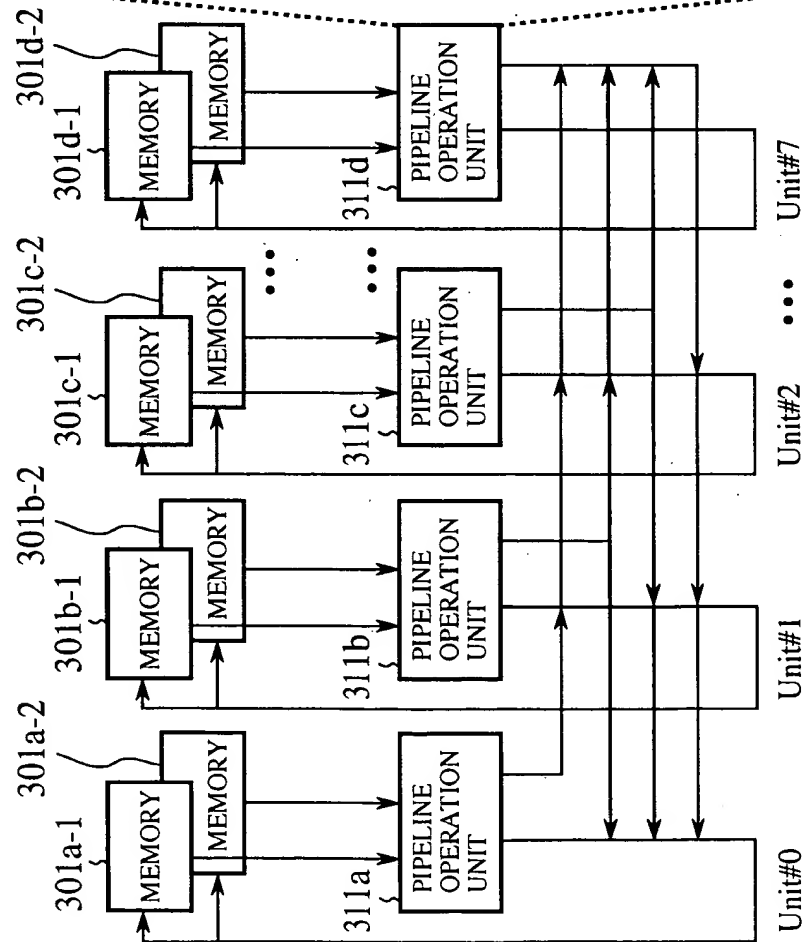 301a-1
301a-2
301b-1
301b-2
301c-1
301c-2
301d-1
301d-2
MEMORY
MEMORY
MEMORY
MEMORY
MEMORY
MEMORY
MEMORY
MEMORY
311a
PIPELINE
OPERATION
UNIT
311b
PIPELINE
OPERATION
UNIT
311c
PIPELINE
OPERATION
UNIT
311d
PIPELINE
OPERATION
UNIT
Unit#0
Unit#1
Unit#2
Unit#7